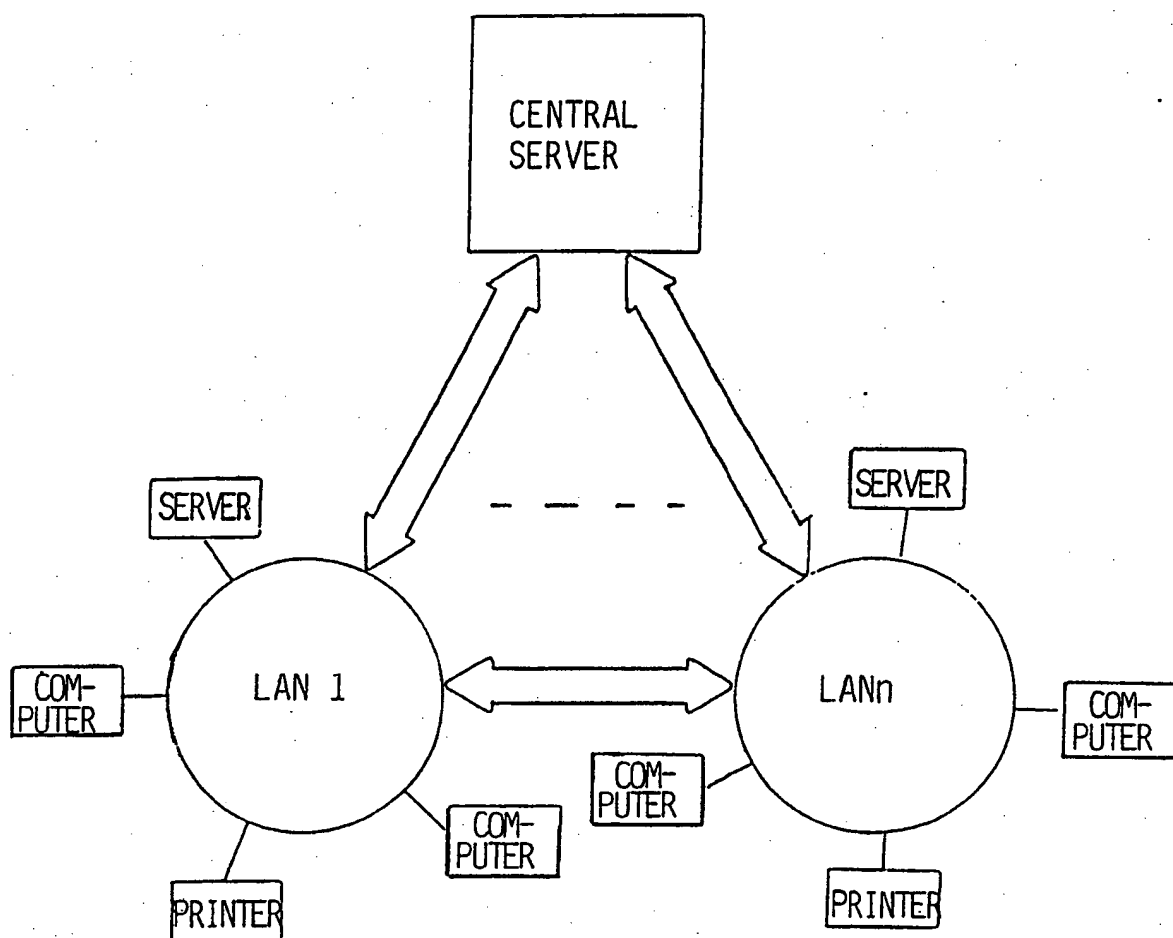 CENTRAL
SERVER
SERVER
SERVER
LAN 1
LANn
COM-
PUTER
COM-
PUTER
COM-
PUTER
COM-
PUTER
PRINTER
PRINTER